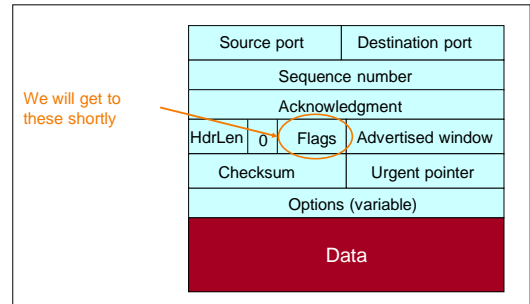 Source port Destination port
Sequence number
We will get to
these shortly
Acknowledgment
HdrLen 0 Flags Advertised window
Checksum Urgent pointer
Options (variable)
Data